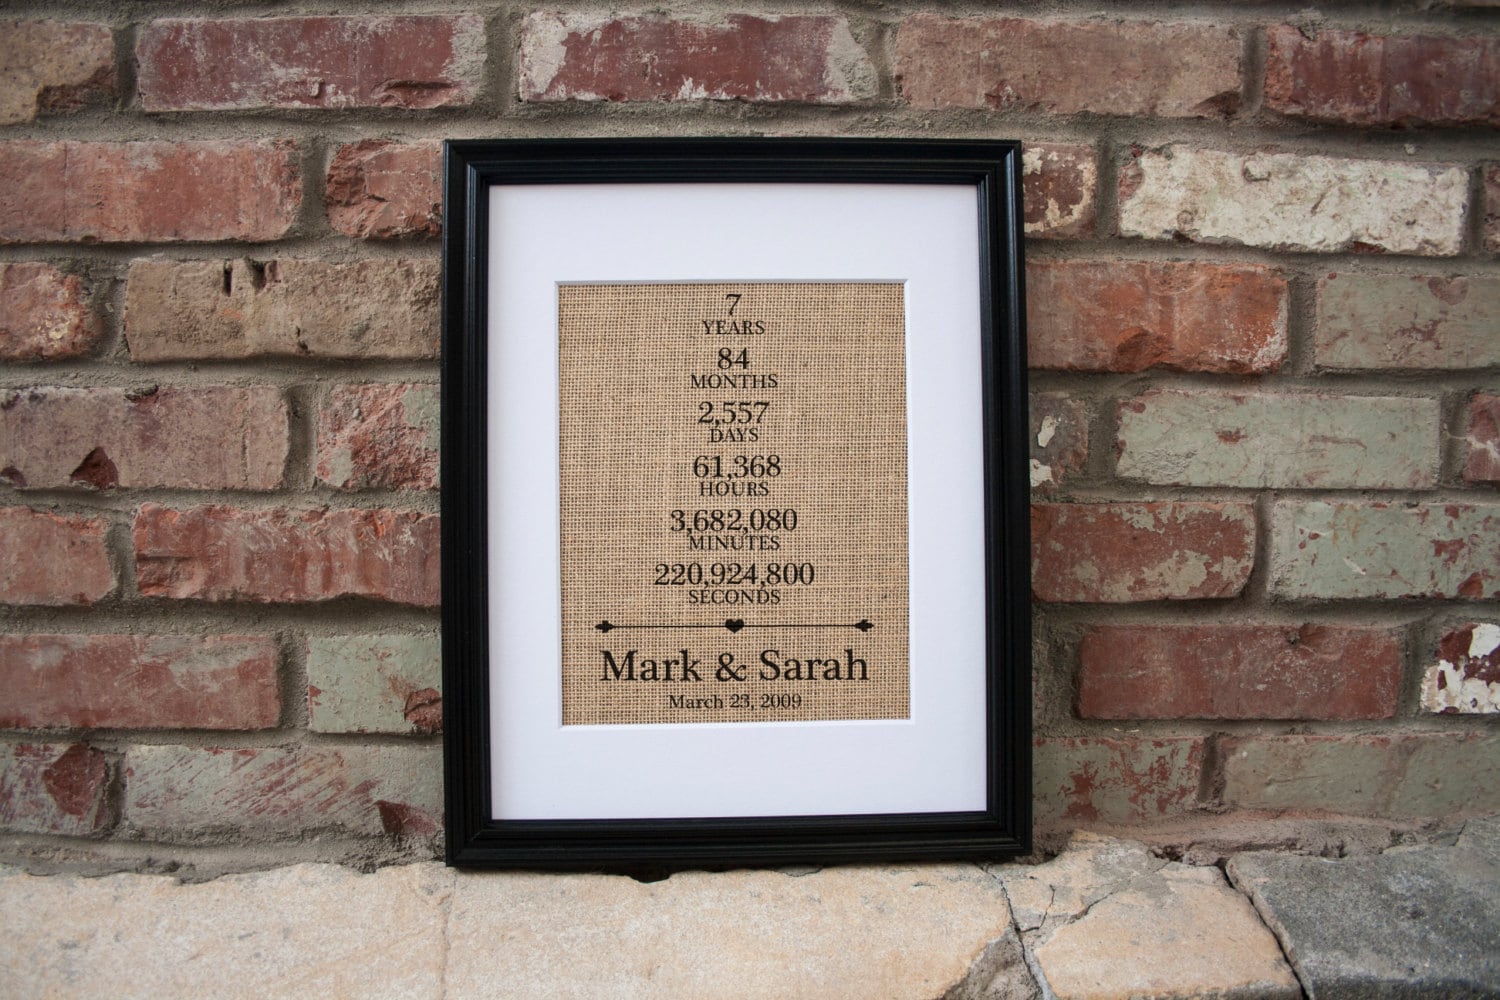 7
YEARS
84
MONTHS
2,557
DAYS
61,368
HOURS
3,682,080
MINUTES
220,924,800
SECONDS
Mark & Sarah
March 23, 2009